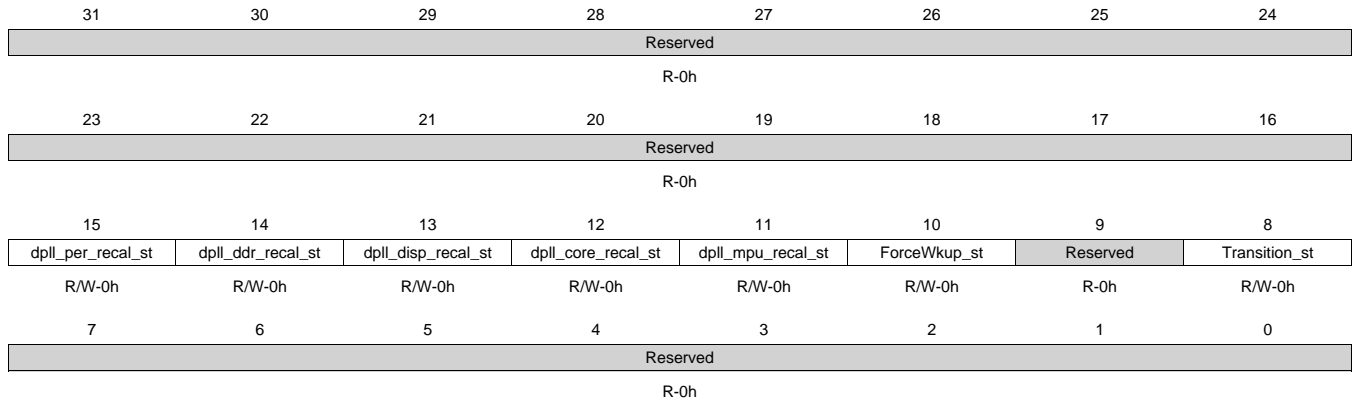 31 30 29 28 27 26 25 24
Reserved
R-0h
23 22 21 20 19 18 17 16
Reserved
R-0h
15 14 13 12 11 10 9 8
dpll_per_recal_st dpll_ddr_recal_st dpll_disp_recal_st dpll_core_recal_st dpll_mpu_recal_st ForceWkup_st Reserved Transition_st
R/W-0h R/W-0h R/W-0h R/W-0h R/W-0h R/W-0h R-0h R/W-0h
7 6 5 4 3 2 1 0
Reserved
R-0h